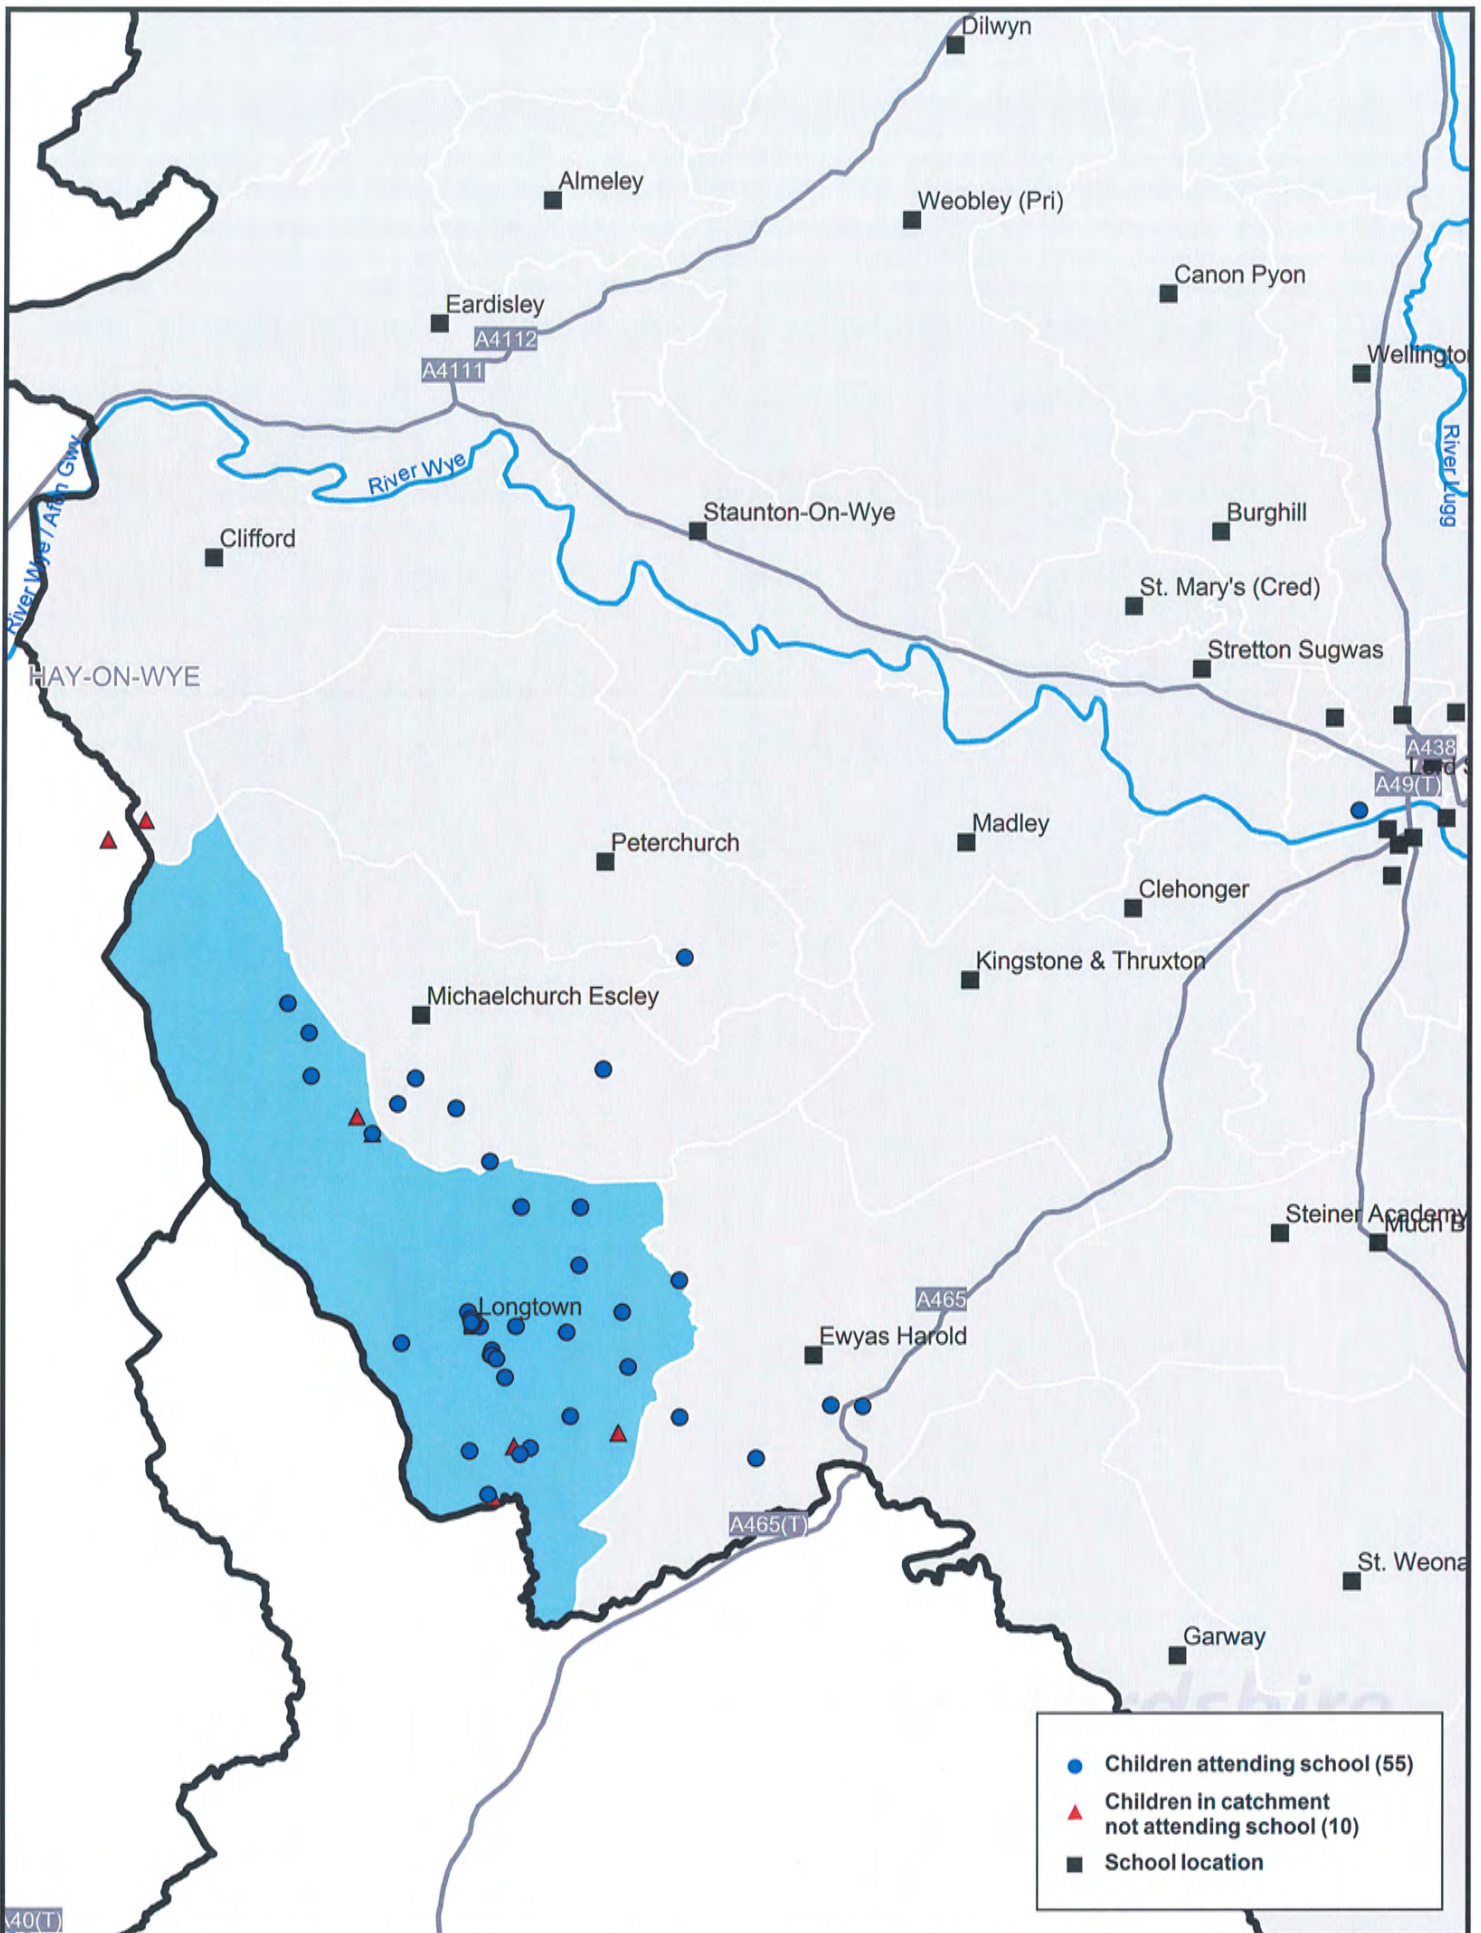 Dilwyn
Almeley
Weobley (Pri)
Canon Pyon
Eardisley
A4112
A4111
Wellingto
River Wye
River Lugg
River Wye / Afon Gwy
Staunton-On-Wye
Burghill
Clifford
St. Mary's (Cred)
Stretton Sugwas
HAY-ON-WYE
A438
A49(T)
Peterchurch
Madley
Clehonger
Kingstone & Thruxton
Michaelchurch Escley
Steiner Academy
Much B
A465
Longtown
Ewyas Harold
A465(T)
St. Weona
Garway
Children attending school (55)
Children in catchment
not attending school (10)
School location
A40(T)